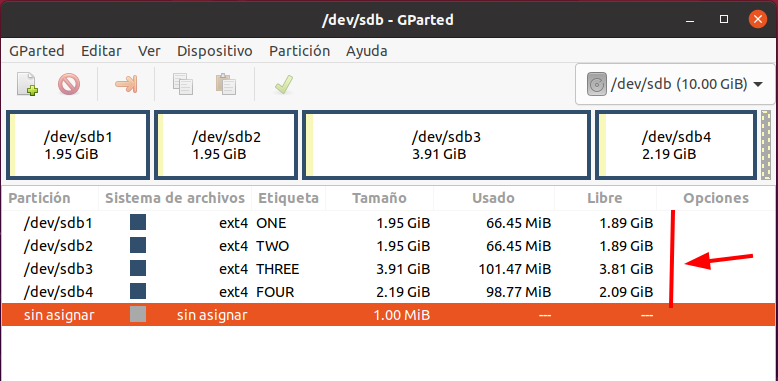 /dev/sdb - GParted
GParted Editar Ver Dispositivo Partición Ayuda
/dev/sdb (10.00 GiB)
/dev/sdb1 /dev/sdb2 /dev/sdb3 /dev/sdb4
1.95 GiB 1.95 GiB 3.91 GiB 2.19 GiB
Partición Sistema de archivos Etiqueta Tamaño Usado Libre Opciones
/dev/sdb1 ext4 ONE 1.95 GiB 66.45 MiB 1.89 GiB
/dev/sdb2 ext4 TWO 1.95 GiB 66.45 MiB 1.89 GiB
/dev/sdb3 ext4 THREE 3.91 GiB 101.47 MiB 3.81 GiB
/dev/sdb4 ext4 FOUR 2.19 GiB 98.77 MiB 2.09 GiB
sin asignar sin asignar 1.00 MiB --- ---